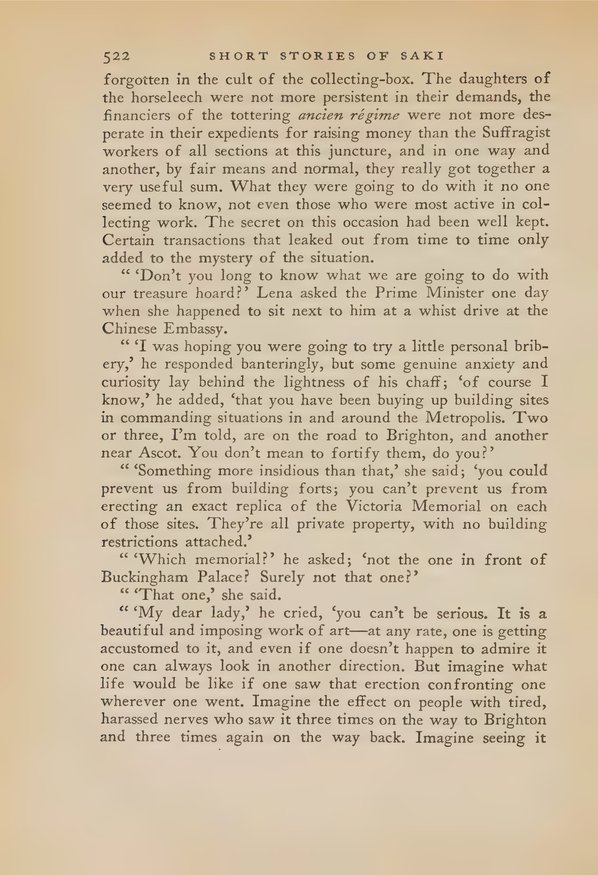 522 SHORT STORIES OF SAKI
forgotten in the cult of the collecting-box. The daughters of
the horseleech were not more persistent in their demands, the
financiers of the tottering ancien régime were not more des-
perate in their expedients for raising money than the Suffragist
workers of all sections at this juncture, and in one way and
another, by fair means and normal, they really got together a
very useful sum. What they were going to do with it no one
seemed to know, not even those who were most active in col-
lecting work. The secret on this occasion had been well kept.
Certain transactions that leaked out from time to time only
added to the mystery of the situation.
“ ‘Don’t you long to know what we are going to do with
our treasure hoard?’ Lena asked the Prime Minister one day
when she happened to sit next to him at a whist drive at the
Chinese Embassy.
“ ‘I was hoping you were going to try a little personal brib-
ery,’ he responded banteringly, but some genuine anxiety and
curiosity lay behind the lightness of his chaff; ‘of course I
know,’ he added, ‘that you have been buying up building sites
in commanding situations in and around the Metropolis. Two
or three, I’m told, are on the road to Brighton, and another
near Ascot. You don’t mean to fortify them, do you?’
“ ‘Something more insidious than that,’ she said; ‘you could
prevent us from building forts; you can’t prevent us from
erecting an exact replica of the Victoria Memorial on each
of those sites. They’re all private property, with no building
restrictions attached.’
“ ‘Which memorial?’ he asked; ‘not the one in front of
Buckingham Palace? Surely not that one?’
“ ‘That one,’ she said.
“ ‘My dear lady,’ he cried, ‘you can’t be serious. It is a
beautiful and imposing work of art—at any rate, one is getting
accustomed to it, and even if one doesn’t happen to admire it
one can always look in another direction. But imagine what
life would be like if one saw that erection confronting one
wherever one went. Imagine the effect on people with tired,
harassed nerves who saw it three times on the way to Brighton
and three times again on the way back. Imagine seeing it